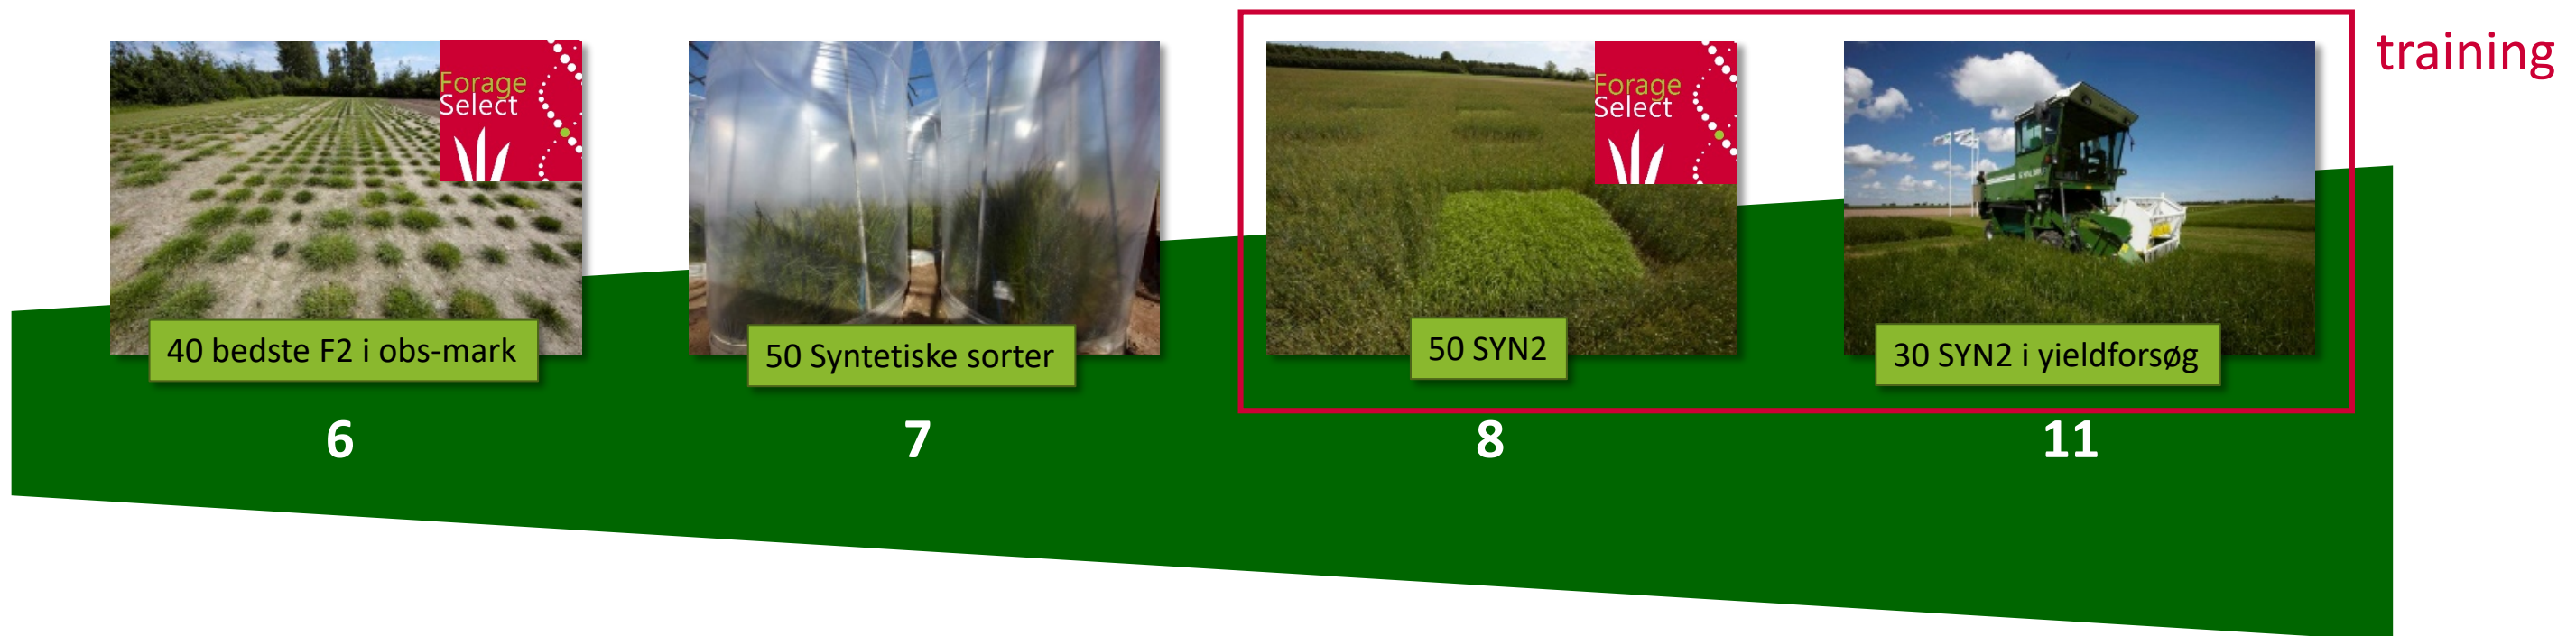 Forage
Select
Forage
Select
training
40 bedste F2 i obs-mark
50 Syntetiske sorter
50 SYN2
30 SYN2 i yieldforsøg
6
7
8
11